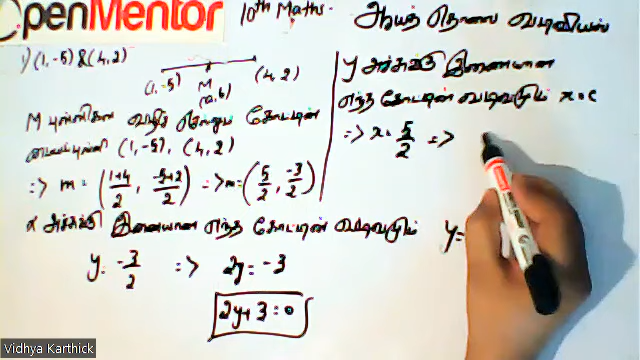 OpenMentor
10th Maths. ஆயத்தொலை வடிவியல்
1) (1,-5) & (4,2)
(1,-5) M (4,2)
(a,b)
M புள்ளிகள் வழிச் செல்லும் கோட்டின்
மையப்புள்ளி (1,-5), (4,2)
=> m = (1+4/2, -5+2/2) => m = (5/2, -3/2)
x அச்சுக்கு இணையான எந்த கோட்டின் வடிவமும்
y = -3/2 => 2y = -3
2y+3=0
y அச்சுக்கு இணையான
எந்த கோட்டின் வடிவமும் x = c
=> x = 5/2 =>
y=
Vidhya Karthick